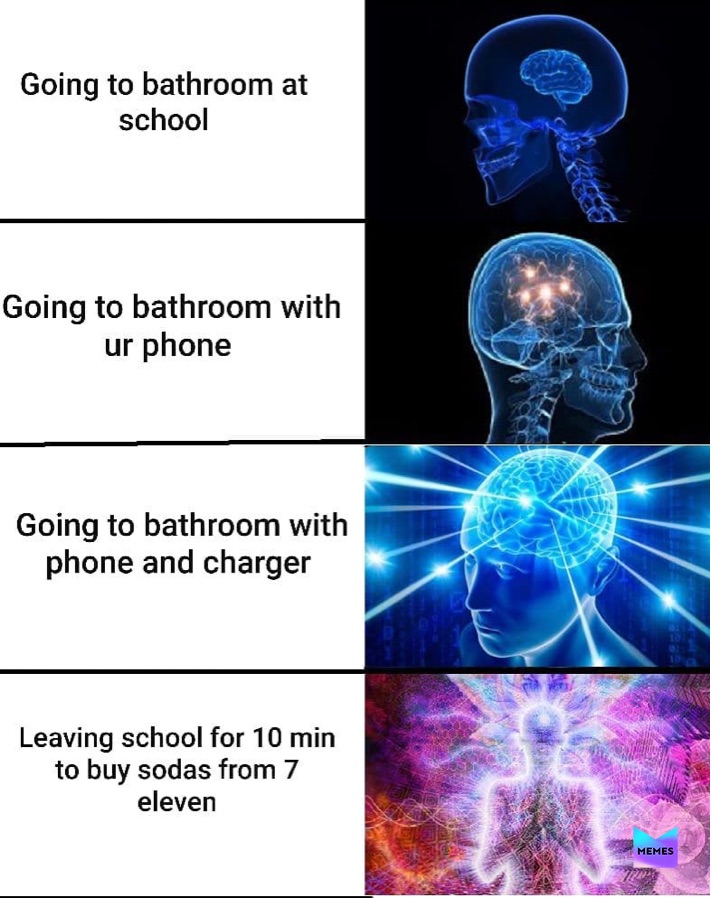 Going to bathroom at
school
Going to bathroom with
ur phone
Going to bathroom with
phone and charger
Leaving school for 10 min
to buy sodas from 7
eleven
MEMES